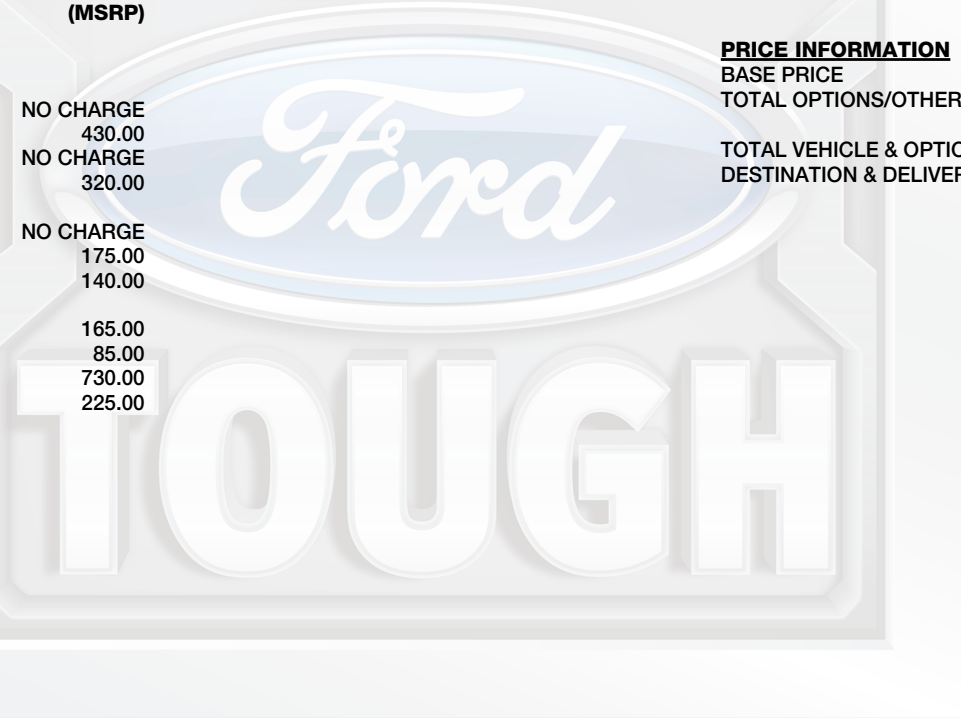 (MSRP)
NO CHARGE
430.00
NO CHARGE
320.00
NO CHARGE
175.00
140.00
165.00
85.00
730.00
225.00
PRICE INFORMATION
BASE PRICE
TOTAL OPTIONS/OTHER
TOTAL VEHICLE & OPTIO
DESTINATION & DELIVER
Ford
TOUGH